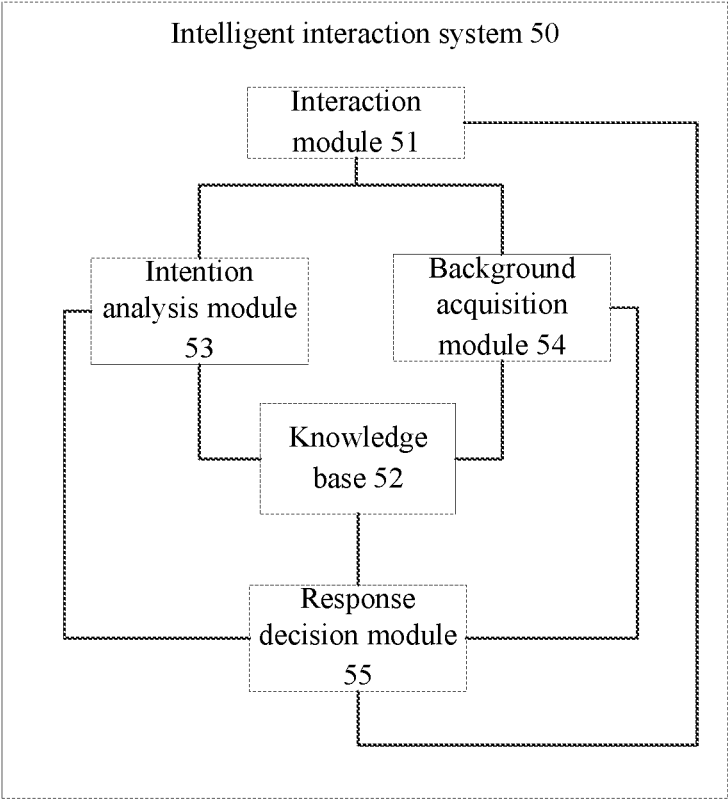 Intelligent interaction system 50
Interaction
module 51
Intention
analysis module
53
Background
acquisition
module 54
Knowledge
base 52
Response
decision module
55